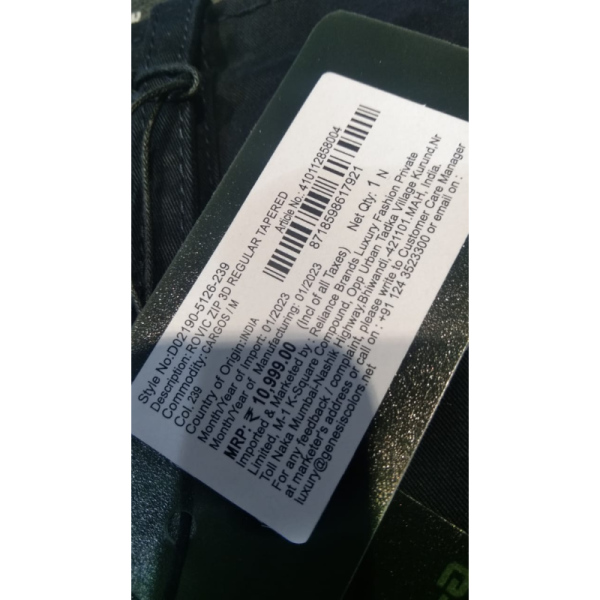 Style No:D02190-5126-239
Description: ROVIC ZIP 3D REGULAR TAPERED
Commodity: CARGOS / M
Col. 239
Article No.: 410112858004
8718598617921
Country of Origin:INDIA
Month/Year of Import: 01/2023
Month/Year of Manufacturing: 01/2023
MRP: ₹ 10,999.00 (Incl of all Taxes) Net Qty: 1 N
Imported & Marketed by : Reliance Brands Luxury Fashion Private
Limited, M-1 K-Square Compound, Opp Urban Tadka Village Kurund,Nr
Toll Naka Mumbai-Nashik Highway,Bhiwandi,-421101.MAH, India.
For any feedback / complaint, please write to Customer Care Manager
at marketer's address or call on : +91 124 3523300 or email on :
luxury@genesiscolors.net